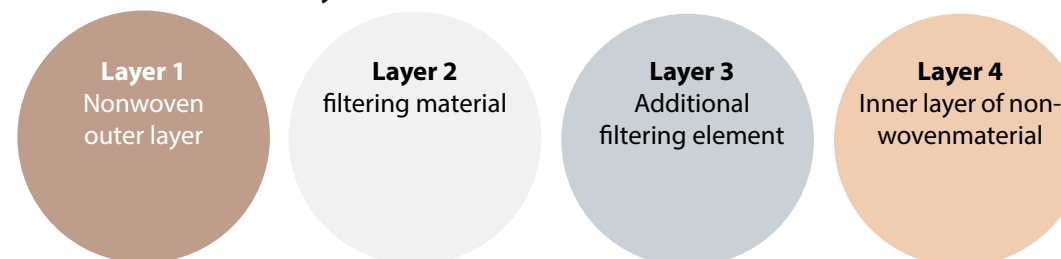 Layer 1
Nonwoven
outer layer
Layer 2
filtering material
Layer 3
Additional
filtering element
Layer 4
Inner layer of non-
wovenmaterial